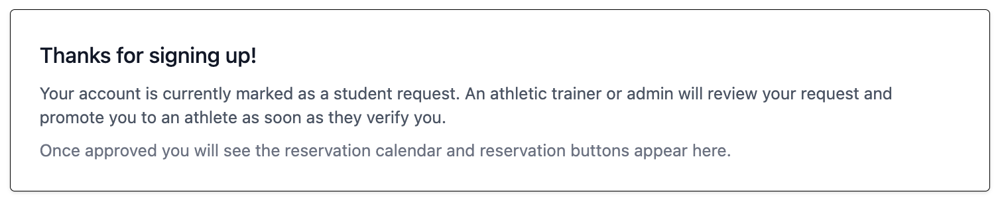 Thanks for signing up!
Your account is currently marked as a student request. An athletic trainer or admin will review your request and
promote you to an athlete as soon as they verify you.
Once approved you will see the reservation calendar and reservation buttons appear here.